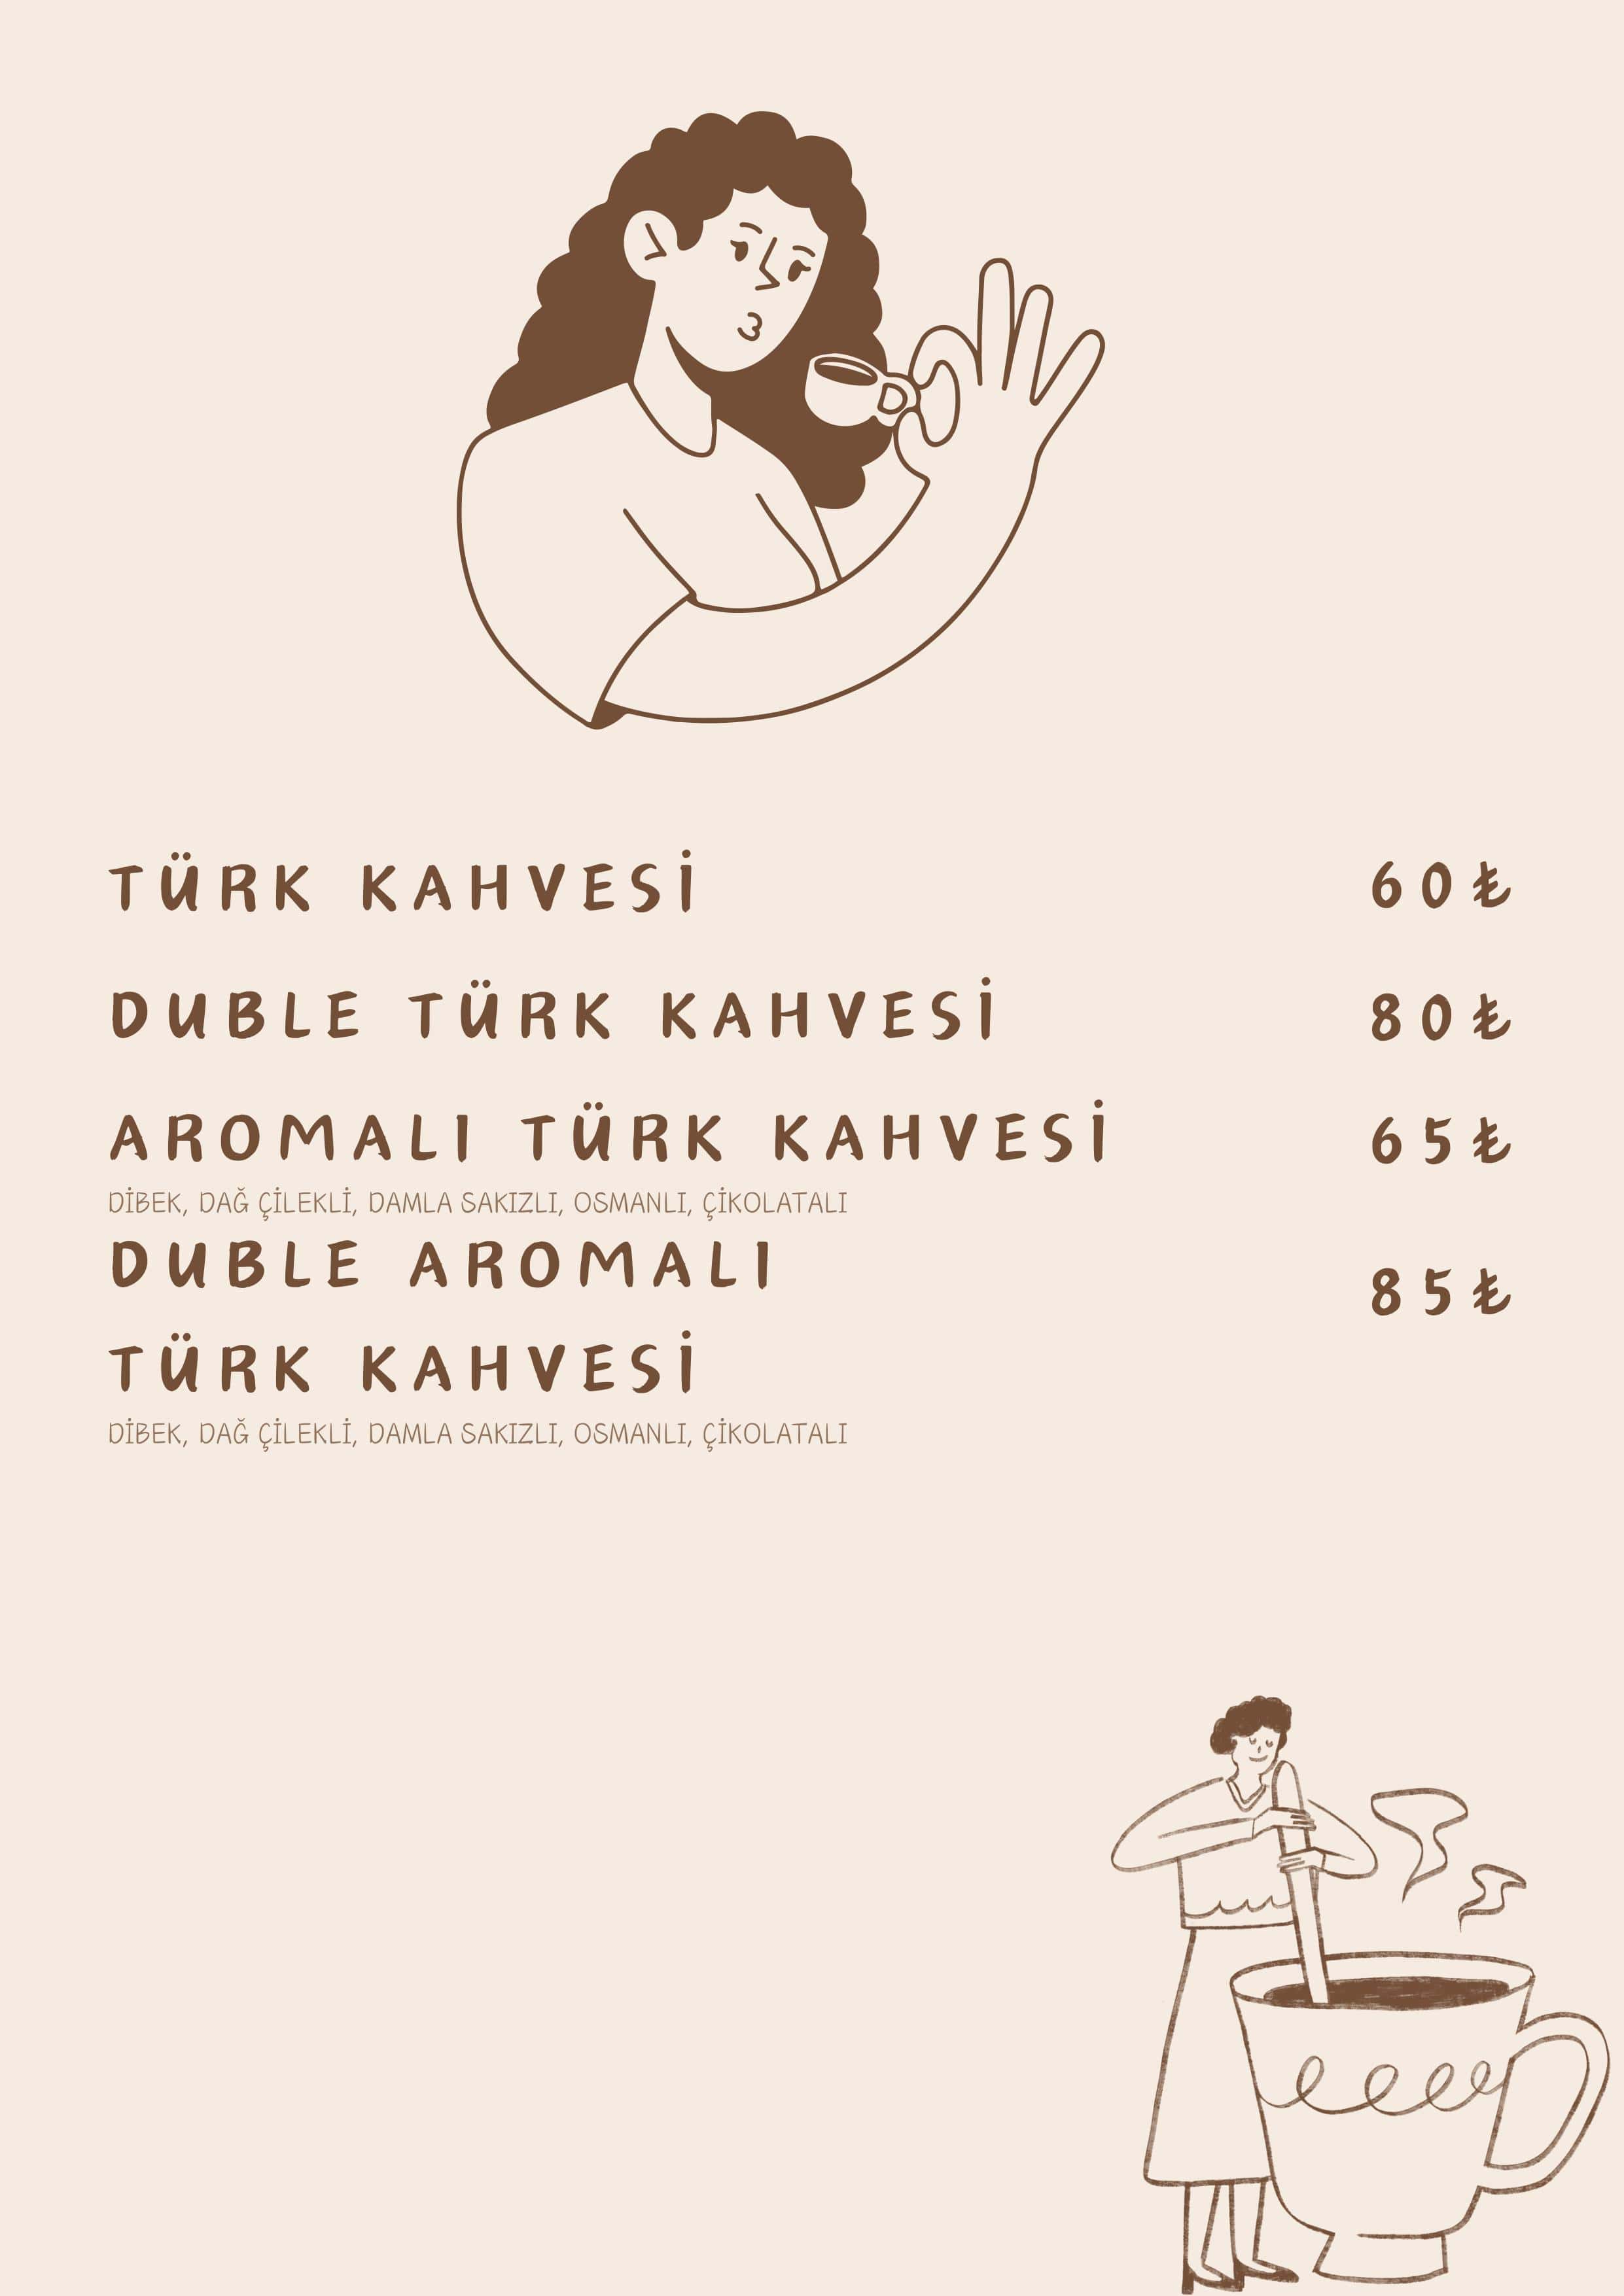 TÜRK KAHVESİ 60₺
DUBLE TÜRK KAHVESİ 80₺
AROMALI TÜRK KAHVESİ 65₺
DİBEK, DAĞ ÇİLEKLİ, DAMLA SAKIZLI, OSMANLI, ÇİKOLATALI
DUBLE AROMALI 85₺
TÜRK KAHVESİ
DİBEK, DAĞ ÇİLEKLİ, DAMLA SAKIZLI, OSMANLI, ÇİKOLATALI